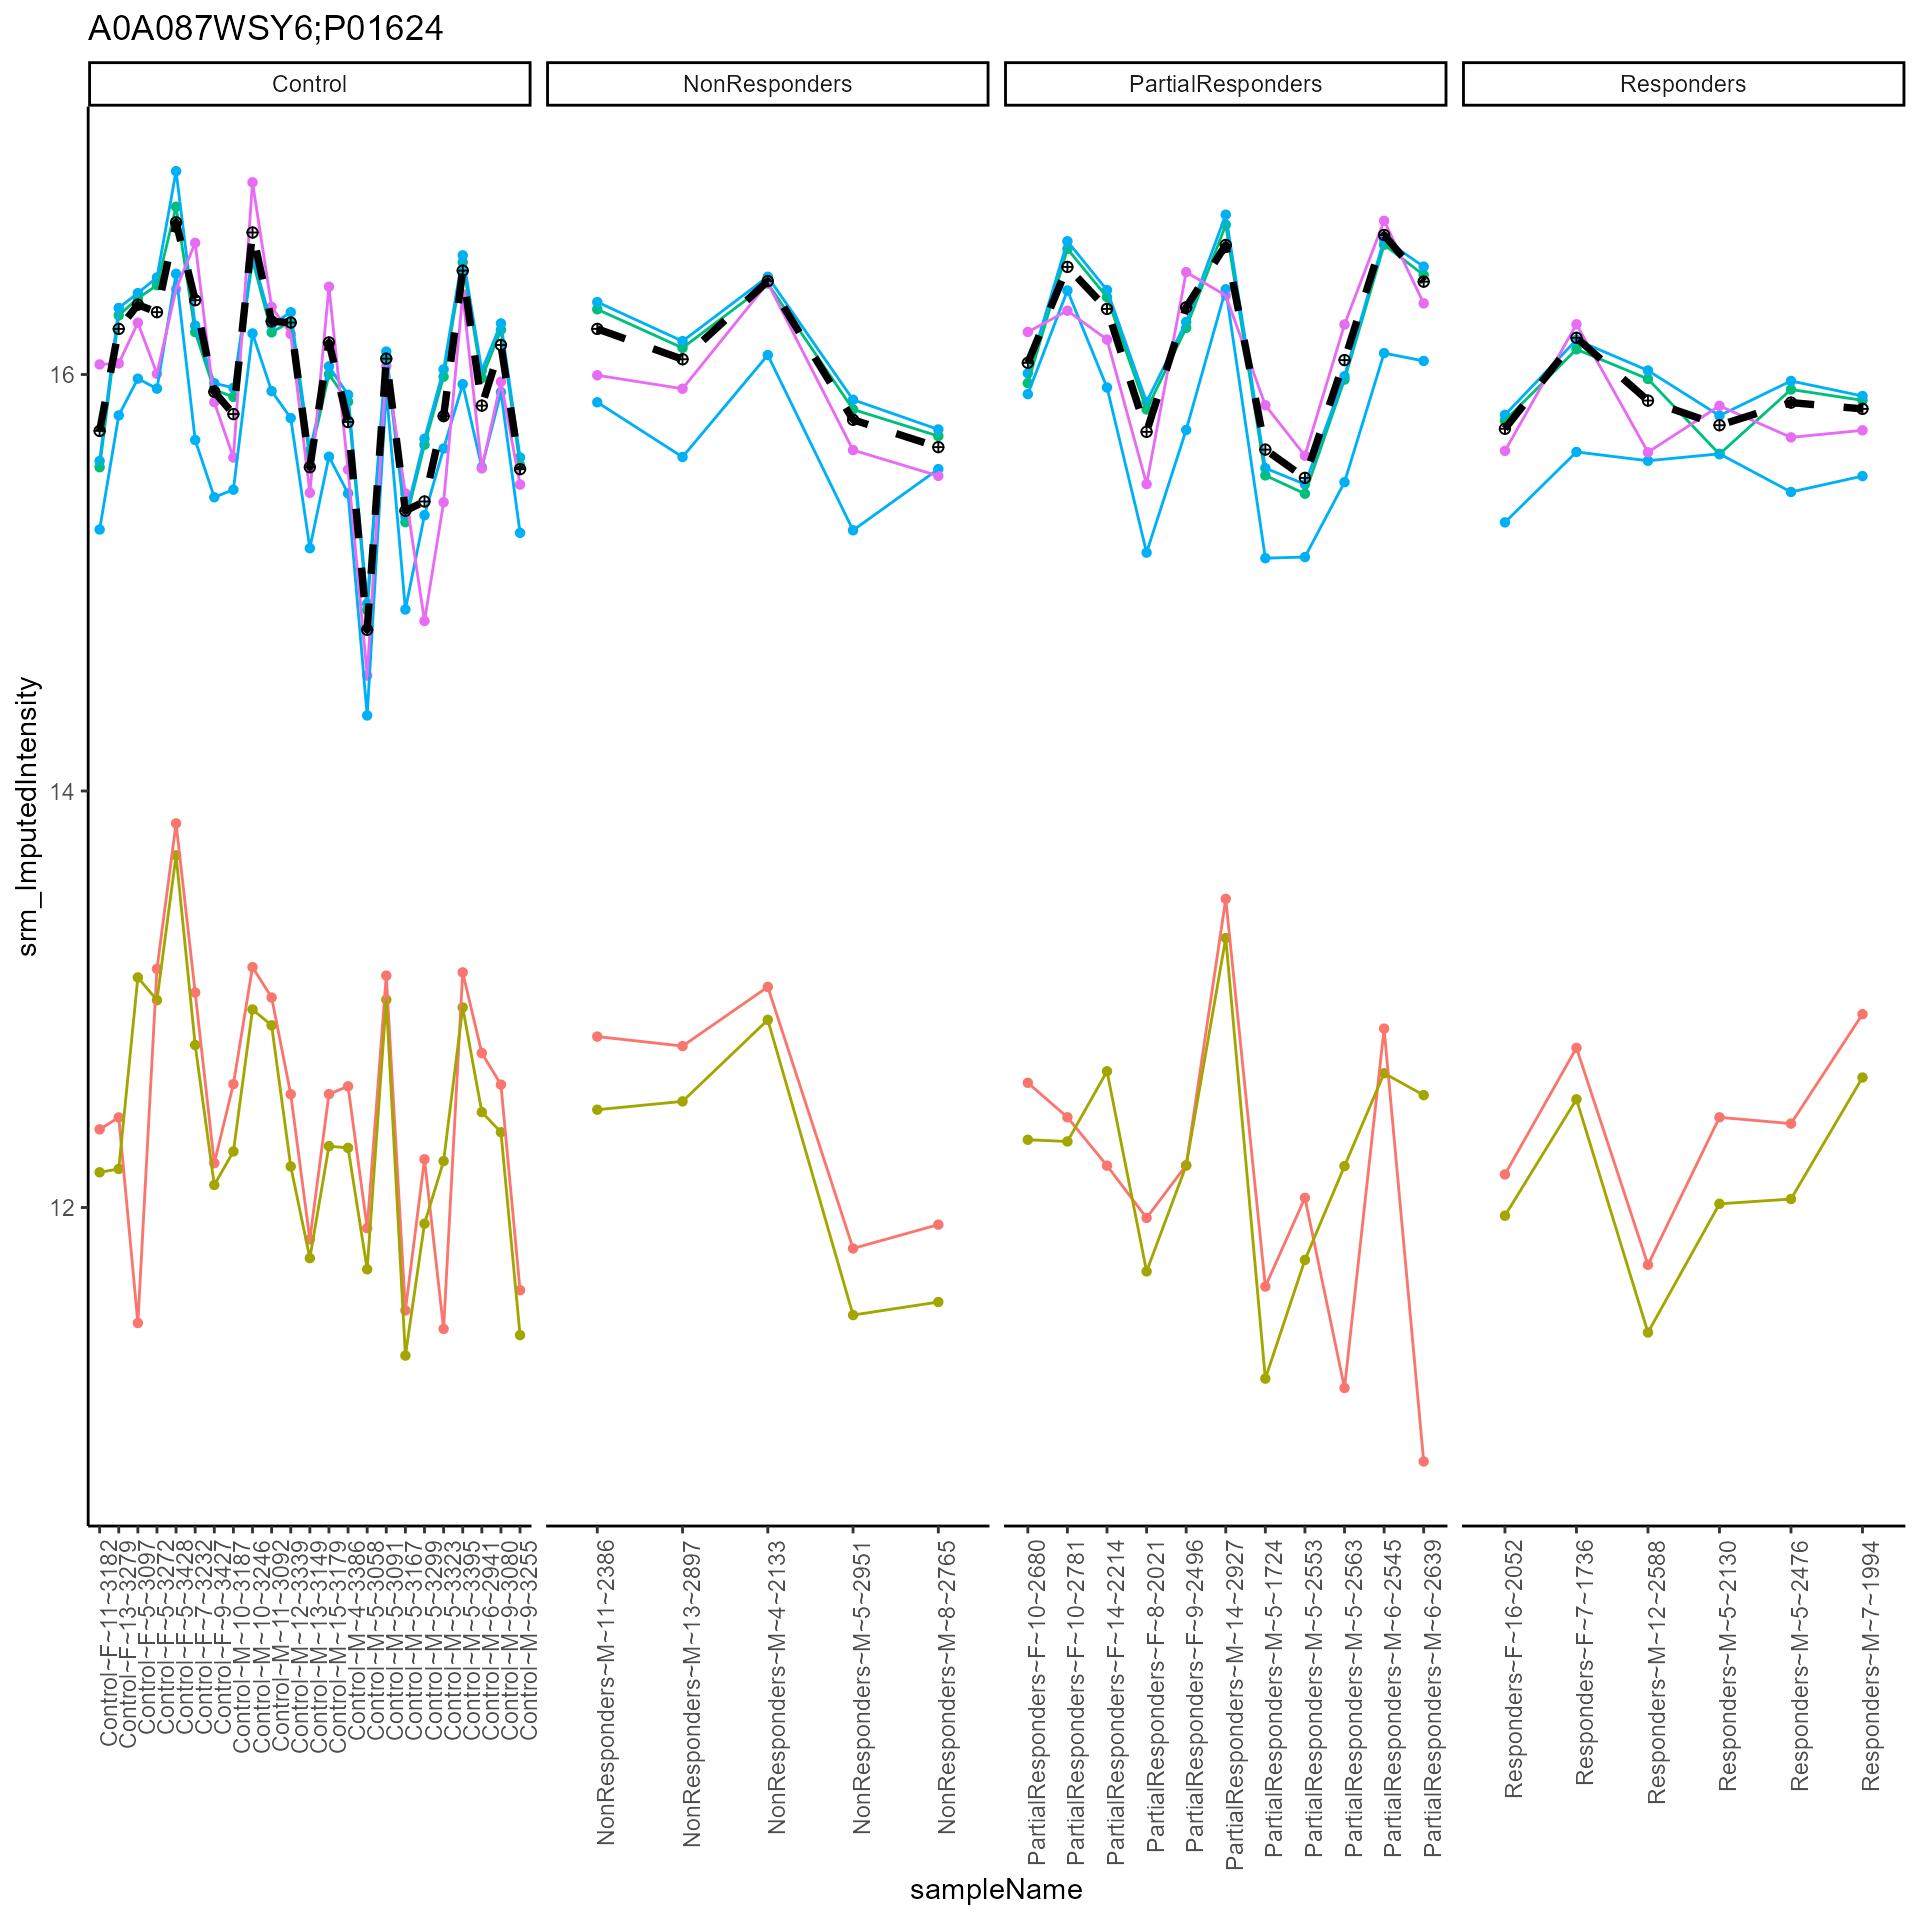 A0A087WSY6;P01624
Control
NonResponders
PartialResponders
Responders
srm_ImputedIntensity
16
14
12
Control~F~11~3182
Control~F~13~3279
Control~F~5~3097
Control~F~5~3272
Control~F~5~3428
Control~F~7~3232
Control~F~9~3427
Control~M~10~3187
Control~M~10~3246
Control~M~11~3092
Control~M~12~3339
Control~M~13~3149
Control~M~15~3179
Control~M~4~3386
Control~M~5~3058
Control~M~5~3091
Control~M~5~3167
Control~M~5~3299
Control~M~5~3323
Control~M~5~3395
Control~M~6~2941
Control~M~9~3080
Control~M~9~3255
NonResponders~M~11~2386
NonResponders~M~13~2897
NonResponders~M~4~2133
NonResponders~M~5~2951
NonResponders~M~8~2765
PartialResponders~F~10~2680
PartialResponders~F~10~2781
PartialResponders~F~14~2214
PartialResponders~F~8~2021
PartialResponders~F~9~2496
PartialResponders~M~14~2927
PartialResponders~M~5~1724
PartialResponders~M~5~2553
PartialResponders~M~5~2563
PartialResponders~M~6~2545
PartialResponders~M~6~2639
Responders~F~16~2052
Responders~F~7~1736
Responders~M~12~2588
Responders~M~5~2130
Responders~M~5~2476
Responders~M~7~1994
sampleName